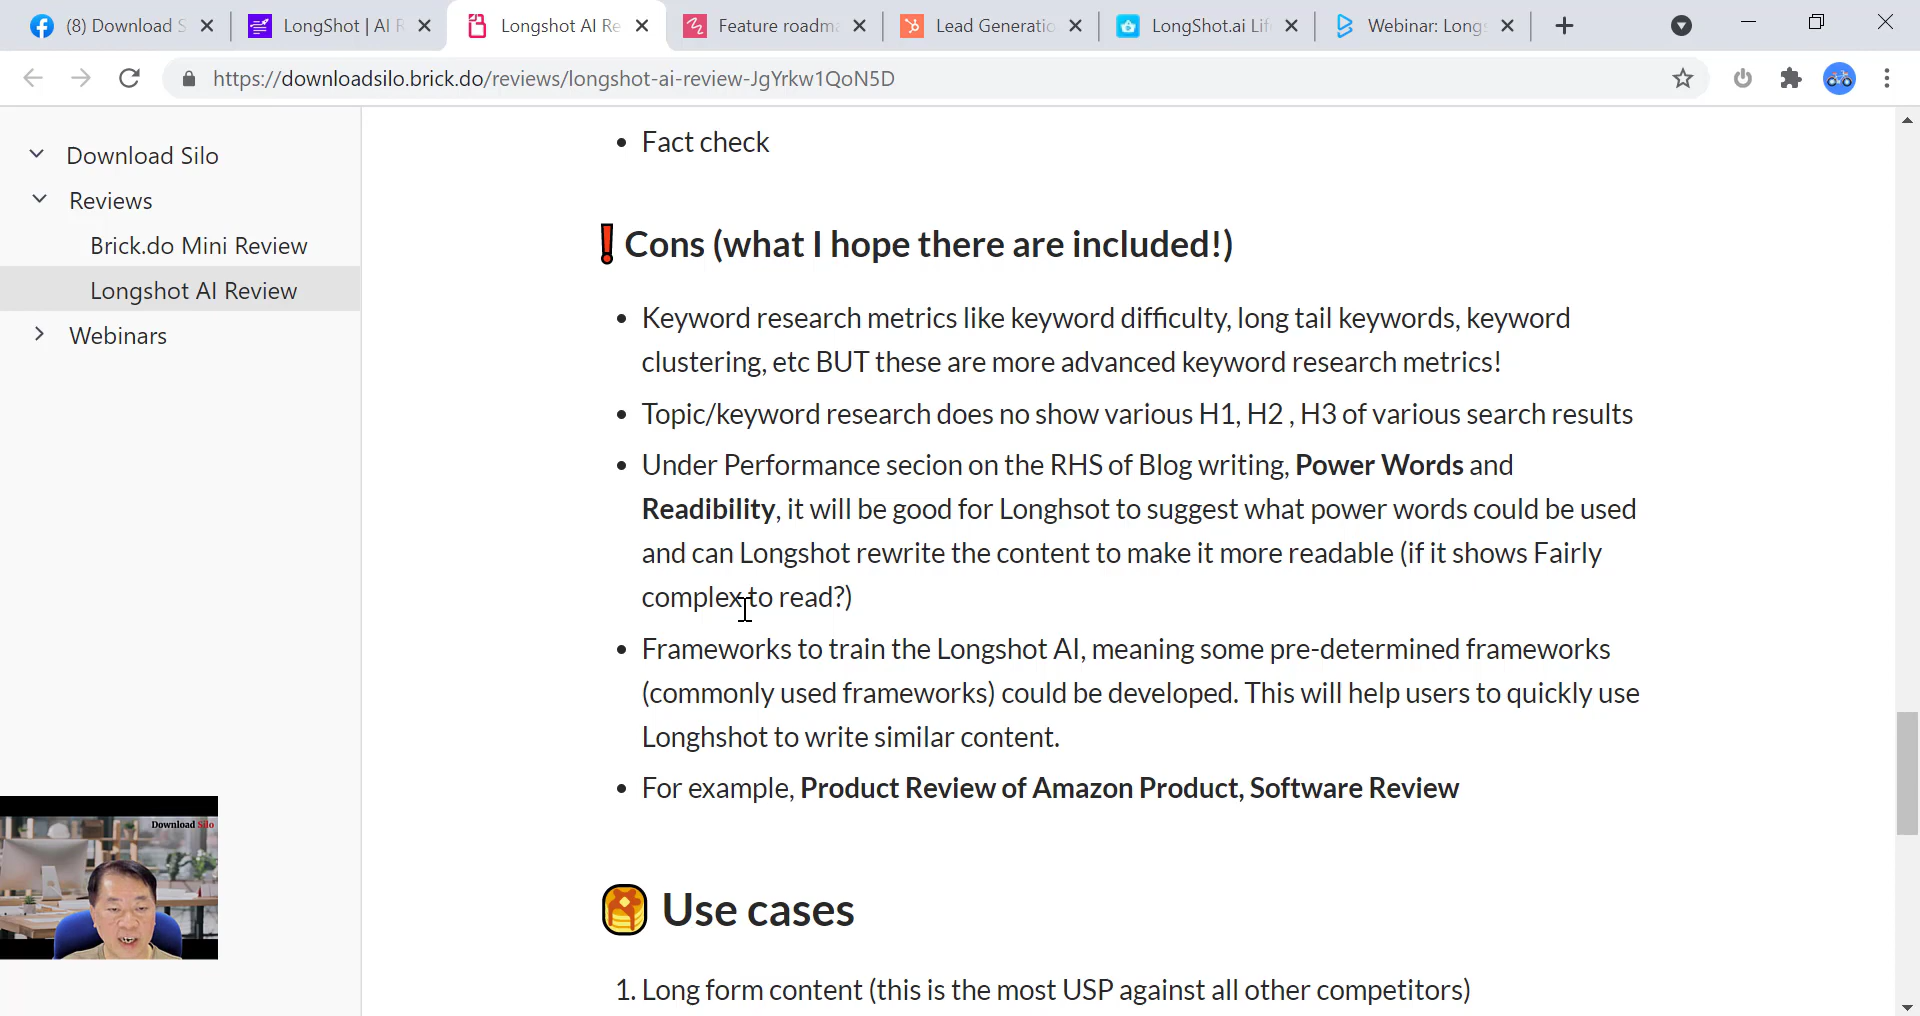 (8) Download S
LongShot | AI R
Longshot AI Re
Feature roadma
Lead Generatio
LongShot.ai Lif
Webinar: Longs
https://downloadsilo.brick.do/reviews/longshot-ai-review-JgYrkw1QoN5D
Download Silo
Reviews
Brick.do Mini Review
Longshot AI Review
Webinars
• Fact check
❗ Cons (what I hope there are included!)
• Keyword research metrics like keyword difficulty, long tail keywords, keyword
clustering, etc BUT these are more advanced keyword research metrics!
• Topic/keyword research does no show various H1, H2 , H3 of various search results
• Under Performance secion on the RHS of Blog writing, Power Words and
Readibility, it will be good for Longhsot to suggest what power words could be used
and can Longshot rewrite the content to make it more readable (if it shows Fairly
complex to read?)
• Frameworks to train the Longshot AI, meaning some pre-determined frameworks
(commonly used frameworks) could be developed. This will help users to quickly use
Longhshot to write similar content.
• For example, Product Review of Amazon Product, Software Review
🥞 Use cases
1. Long form content (this is the most USP against all other competitors)
Download Silo